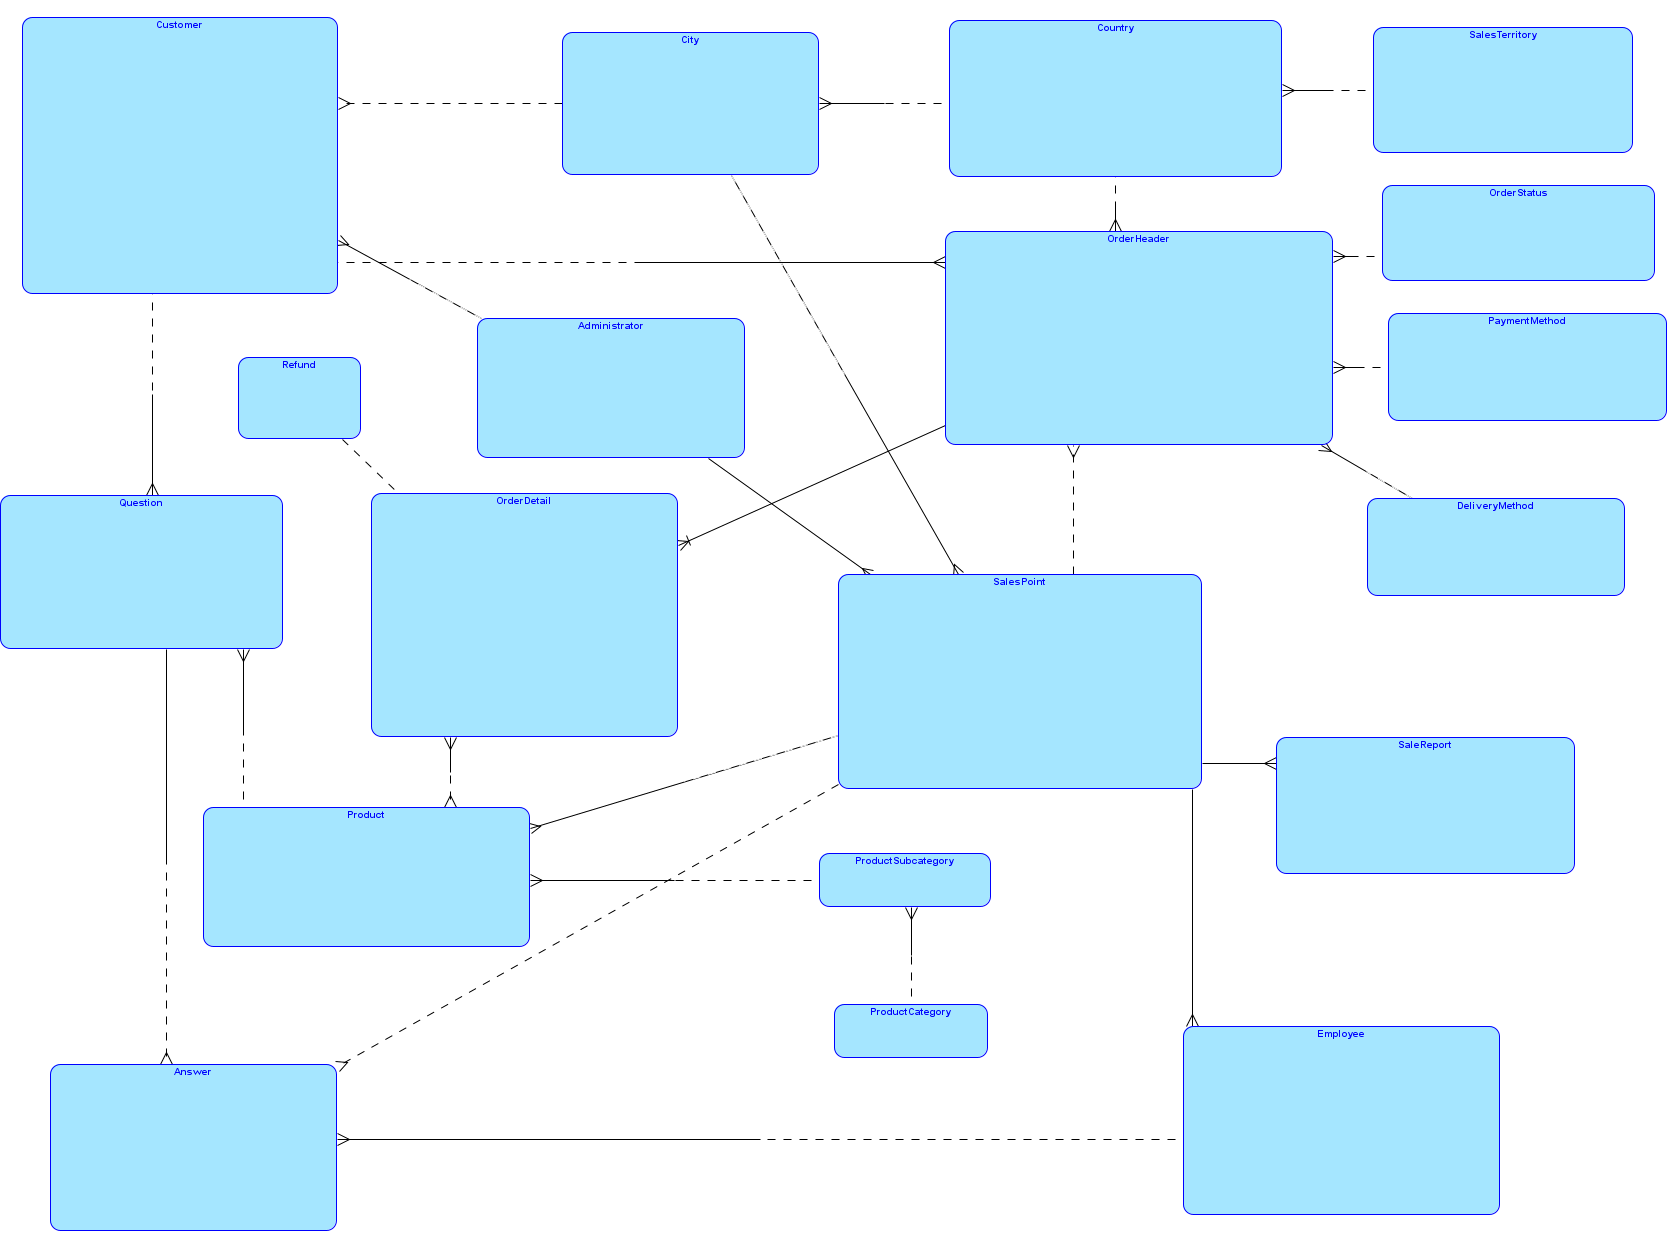 Customer
City
Country
SalesTerritory
OrderStatus
OrderHeader
PaymentMethod
Administrator
Refund
Question
OrderDetail
DeliveryMethod
SalesPoint
SaleReport
Product
ProductSubcategory
ProductCategory
Employee
Answer